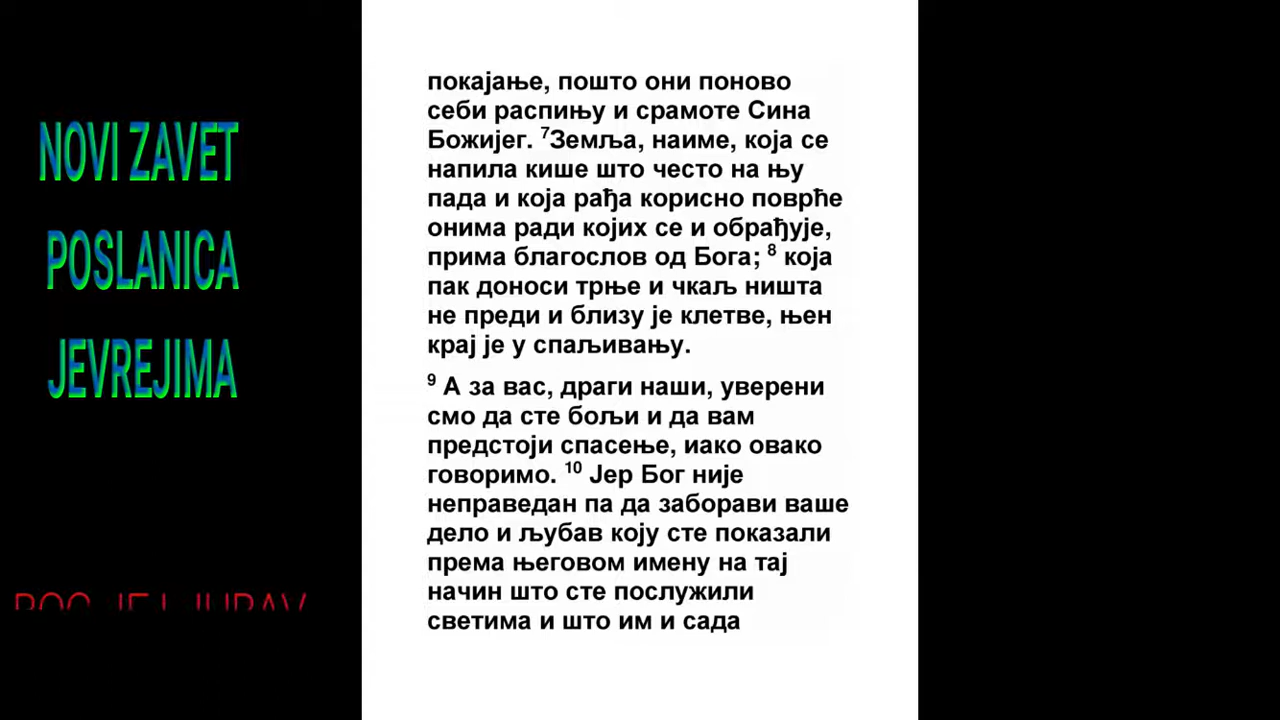 NOVI ZAVET
POSLANICA
JEVREJIMA
покајање, пошто они поново
себи распињу и срамоте Сина
Божијег. ⁷Земља, наиме, која се
напила кише што често на њу
пада и која рађа корисно поврће
онима ради којих се и обрађује,
прима благослов од Бога; ⁸ која
пак доноси трње и чкаљ ништа
не преди и близу је клетве, њен
крај је у спаљивању.
⁹ А за вас, драги наши, уверени
смо да сте бољи и да вам
предстоји спасење, иако овако
говоримо. ¹⁰ Јер Бог није
неправедан па да заборави ваше
дело и љубав коју сте показали
према његовом имену на тај
начин што сте послужили
светима и што им и сада